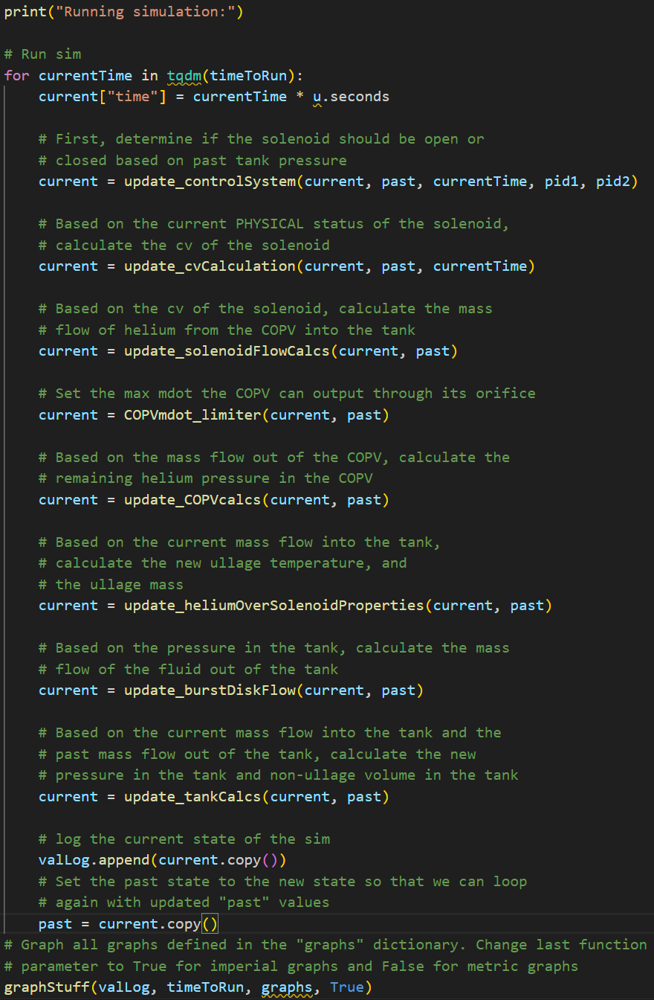 print("Running simulation:")
# Run sim
for currentTime in tqdm(timeToRun):
current["time"] = currentTime * u.seconds
# First, determine if the solenoid should be open or
# closed based on past tank pressure
current = update_controlSystem(current, past, currentTime, pid1, pid2)
# Based on the current PHYSICAL status of the solenoid,
# calculate the cv of the solenoid
current = update_cvCalculation(current, past, currentTime)
# Based on the cv of the solenoid, calculate the mass
# flow of helium from the COPV into the tank
current = update_solenoidFlowCalcs(current, past)
# Set the max mdot the COPV can output through its orifice
current = COPVmdot_limiter(current, past)
# Based on the mass flow out of the COPV, calculate the
# remaining helium pressure in the COPV
current = update_COPVcalcs(current, past)
# Based on the current mass flow into the tank,
# calculate the new ullage temperature, and
# the ullage mass
current = update_heliumOverSolenoidProperties(current, past)
# Based on the pressure in the tank, calculate the mass
# flow of the fluid out of the tank
current = update_burstDiskFlow(current, past)
# Based on the current mass flow into the tank and the
# past mass flow out of the tank, calculate the new
# pressure in the tank and non-ullage volume in the tank
current = update_tankCalcs(current, past)
# log the current state of the sim
valLog.append(current.copy())
# Set the past state to the new state so that we can loop
# again with updated "past" values
past = current.copy()
# Graph all graphs defined in the "graphs" dictionary. Change last function
# parameter to True for imperial graphs and False for metric graphs
graphStuff(valLog, timeToRun, graphs, True)